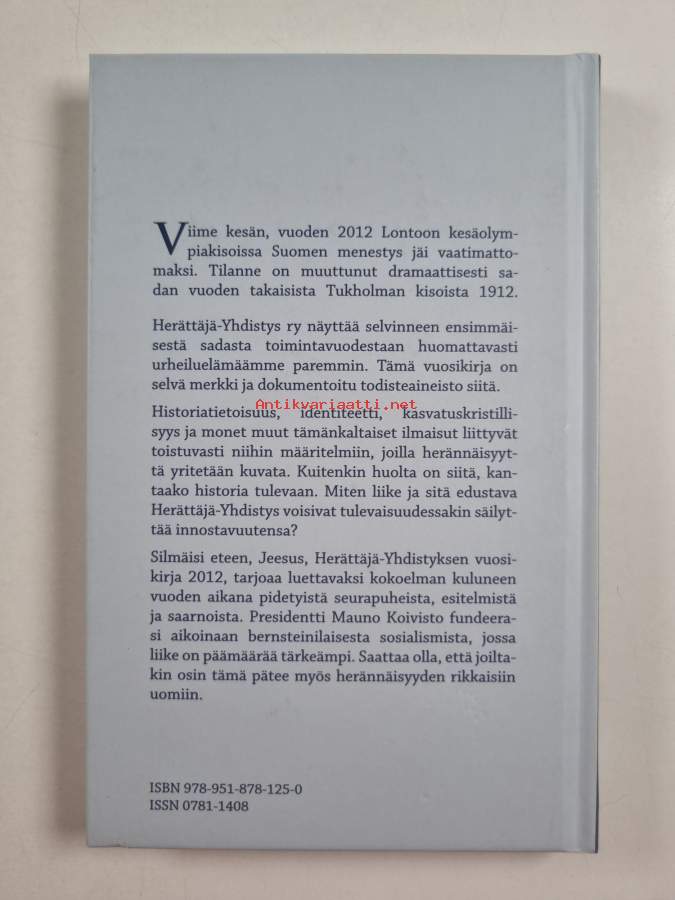 Viime kesän, vuoden 2012 Lontoon kesäolym-
piakisoissa Suomen menestys jäi vaatimatto-
maksi. Tilanne on muuttunut dramaattisesti sa-
dan vuoden takaisista Tukholman kisoista 1912.
Herättäjä-Yhdistys ry näyttää selvinneen ensimmäi-
sestä sadasta toimintavuodestaan huomattavasti
urheiluelämäämme paremmin. Tämä vuosikirja on
selvä merkki ja dokumentoitu todisteaineisto siitä.
Antikvariaatti.net
Historiatietoisuus, identiteetti, kasvatuskristilli-
syys ja monet muut tämänkaltaiset ilmaisut liittyvät
toistuvasti niihin määritelmiin, joilla herännäisyyt-
tä yritetään kuvata. Kuitenkin huolta on siitä, kan-
taako historia tulevaan. Miten liike ja sitä edustava
Herättäjä-Yhdistys voisivat tulevaisuudessakin säilyt-
tää innostavuutensa?
Silmäisi eteen, Jeesus, Herättäjä-Yhdistyksen vuosi-
kirja 2012, tarjoaa luettavaksi kokoelman kuluneen
vuoden aikana pidetyistä seurapuheista, esitelmistä
ja saarnoista. Presidentti Mauno Koivisto fundeera-
si aikoinaan bernsteinilaisesta sosialismista, jossa
liike on päämäärää tärkeämpi. Saattaa olla, että joilta-
kin osin tämä pätee myös herännäisyyden rikkaisiin
uomiin.
ISBN 978-951-878-125-0
ISSN 0781-1408